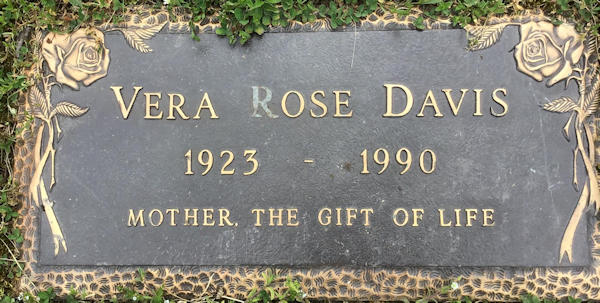 VERA ROSE DAVIS
1923 - 1990
MOTHER, THE GIFT OF LIFE